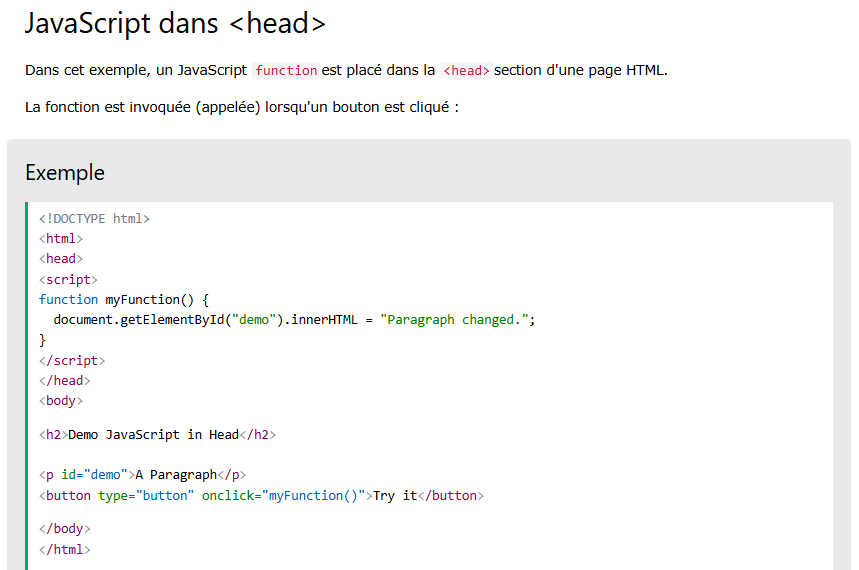 JavaScript dans <head>
Dans cet exemple, un JavaScript function est placé dans la <head> section d'une page HTML.
La fonction est invoquée (appelée) lorsqu'un bouton est cliqué :
Exemple
<!DOCTYPE html>
<html>
<head>
<script>
function myFunction() {
  document.getElementById("demo").innerHTML = "Paragraph changed.";
}
</script>
</head>
<body>
<h2>Demo JavaScript in Head</h2>
<p id="demo">A Paragraph</p>
<button type="button" onclick="myFunction()">Try it</button>
</body>
</html>